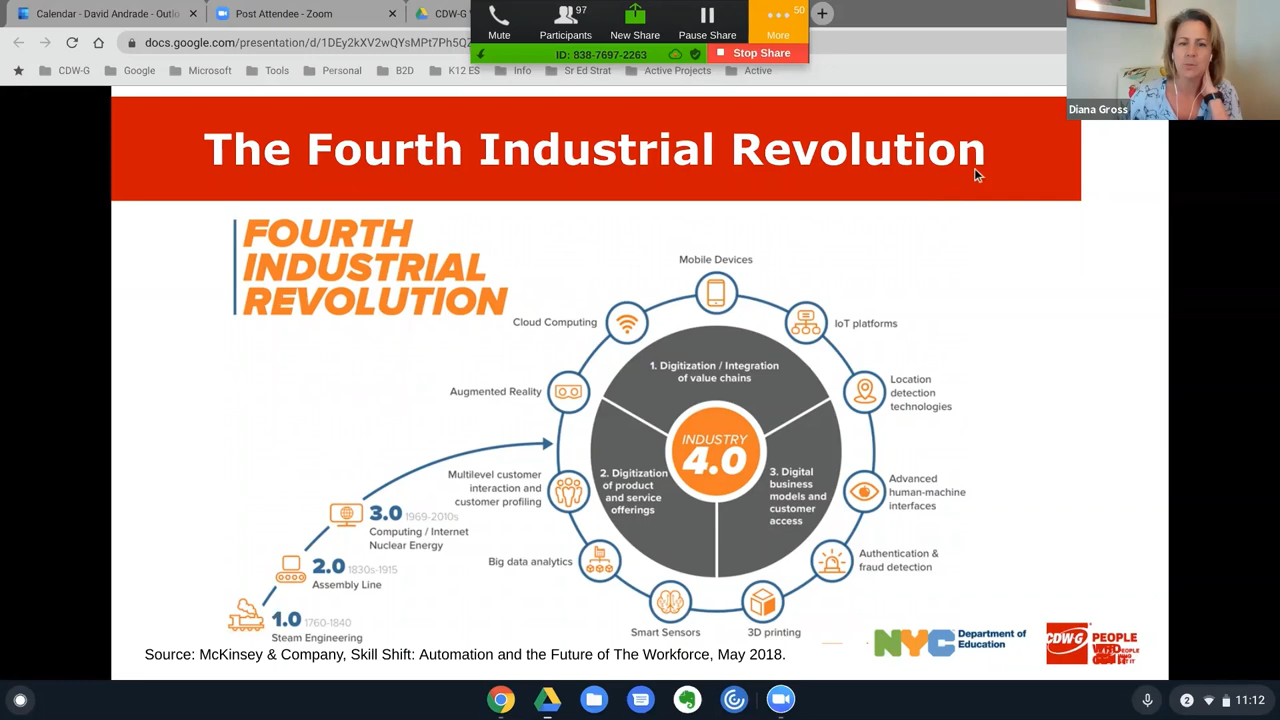 Calendar - David Andrade - Outlo
Post Attendee - Zoom
CDW-G
docs.google.com/presentation/d/1DEy2kXV2wQYsMPt7Ph5QZ
CDW-G
Google
Microsoft
Tools
Personal
B2D
K12 ES
Info
Sr Ed Strat
Active Projects
Active
Mute
97
Participants
New Share
Pause Share
50
More
ID: 838-7697-2263
Stop Share
Diana Gross
The Fourth Industrial Revolution
FOURTH
INDUSTRIAL
REVOLUTION
Mobile Devices
Cloud Computing
IoT platforms
Augmented Reality
Location
detection
technologies
Multilevel customer
interaction and
customer profiling
Advanced
human-machine
interfaces
Big data analytics
Authentication &
fraud detection
Smart Sensors
3D printing
1. Digitization / Integration
of value chains
INDUSTRY
4.0
2. Digitization
of product
and service
offerings
3. Digital
business
models and
customer
access
3.0 1969-2010s
Computing / Internet
Nuclear Energy
2.0 1830s-1915
Assembly Line
1.0 1760-1840
Steam Engineering
Source: McKinsey & Company, Skill Shift: Automation and the Future of The Workforce, May 2018.
NYC Department of
Education
CDW·G
PEOPLE
WHO
GET IT
2
11:12